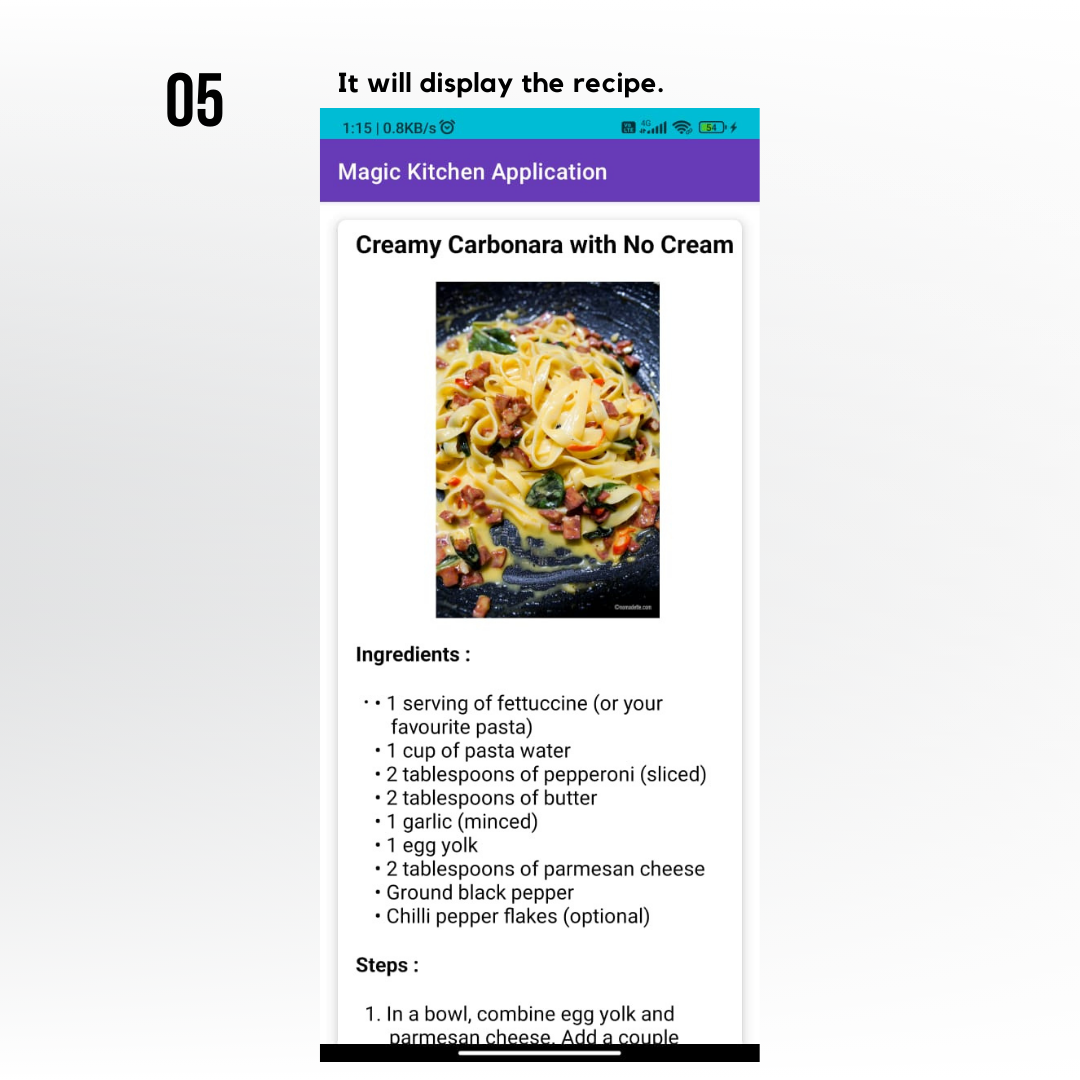 05
It will display the recipe.
1:15 | 0.8KB/s
4G
54
Magic Kitchen Application
Creamy Carbonara with No Cream
©nomadette.com
Ingredients :
• • 1 serving of fettuccine (or your
favourite pasta)
• 1 cup of pasta water
• 2 tablespoons of pepperoni (sliced)
• 2 tablespoons of butter
• 1 garlic (minced)
• 1 egg yolk
• 2 tablespoons of parmesan cheese
• Ground black pepper
• Chilli pepper flakes (optional)
Steps :
1. In a bowl, combine egg yolk and
parmesan cheese. Add a couple